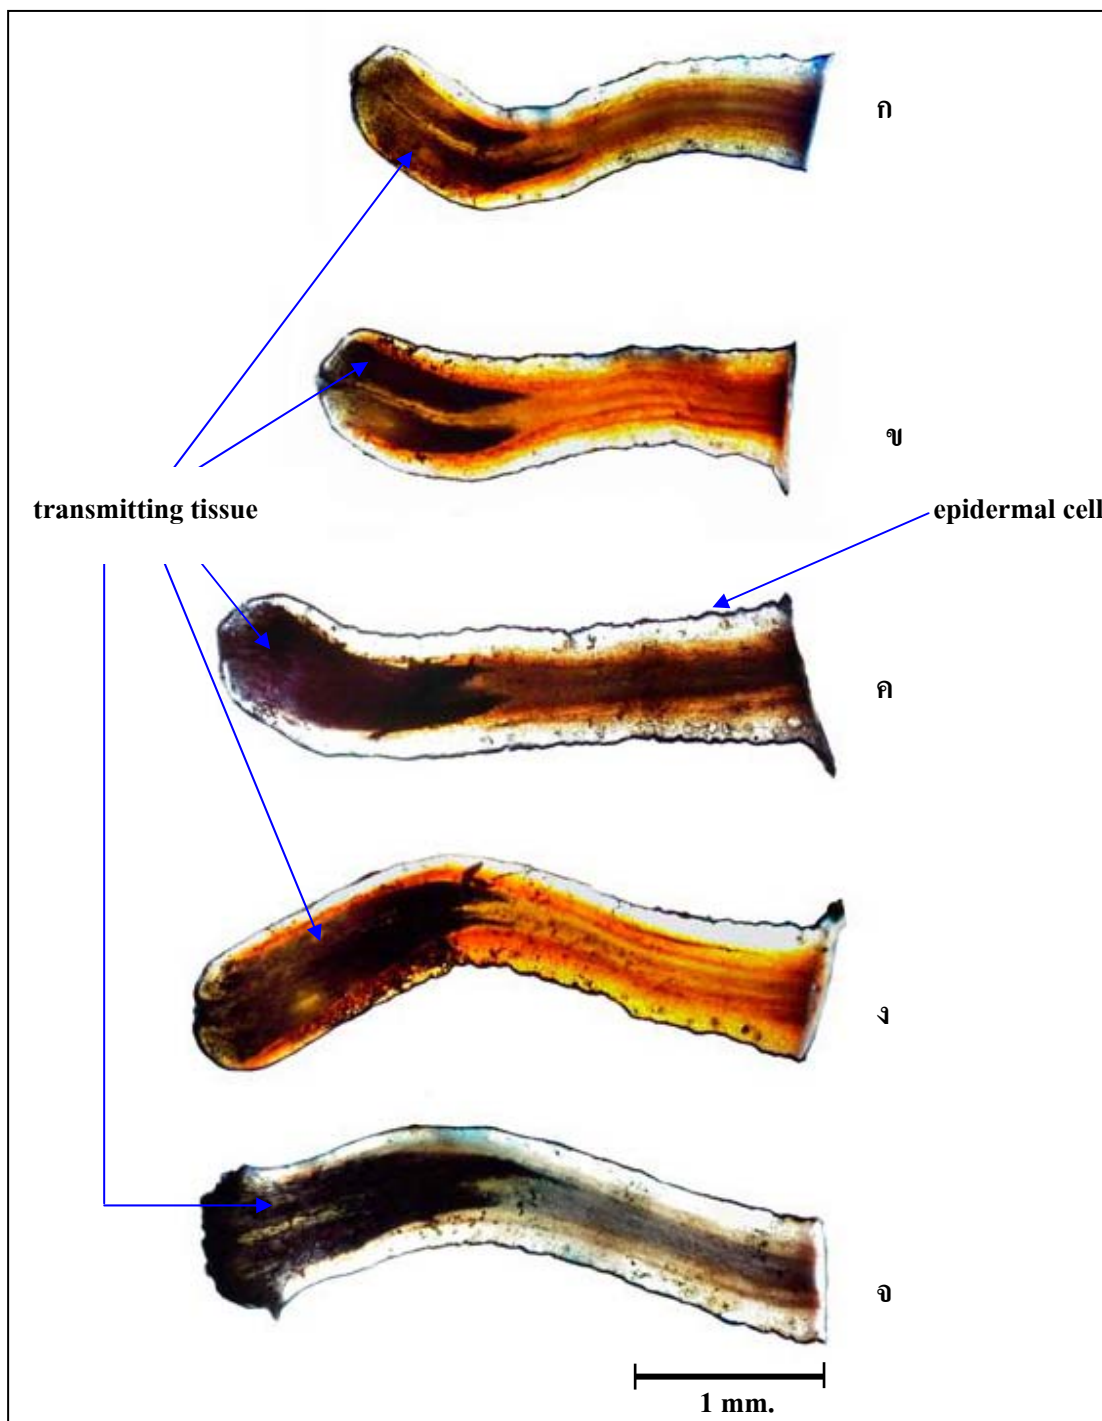 ก
ข
transmitting tissue
epidermal cell
ค
ง
จ
1 mm.